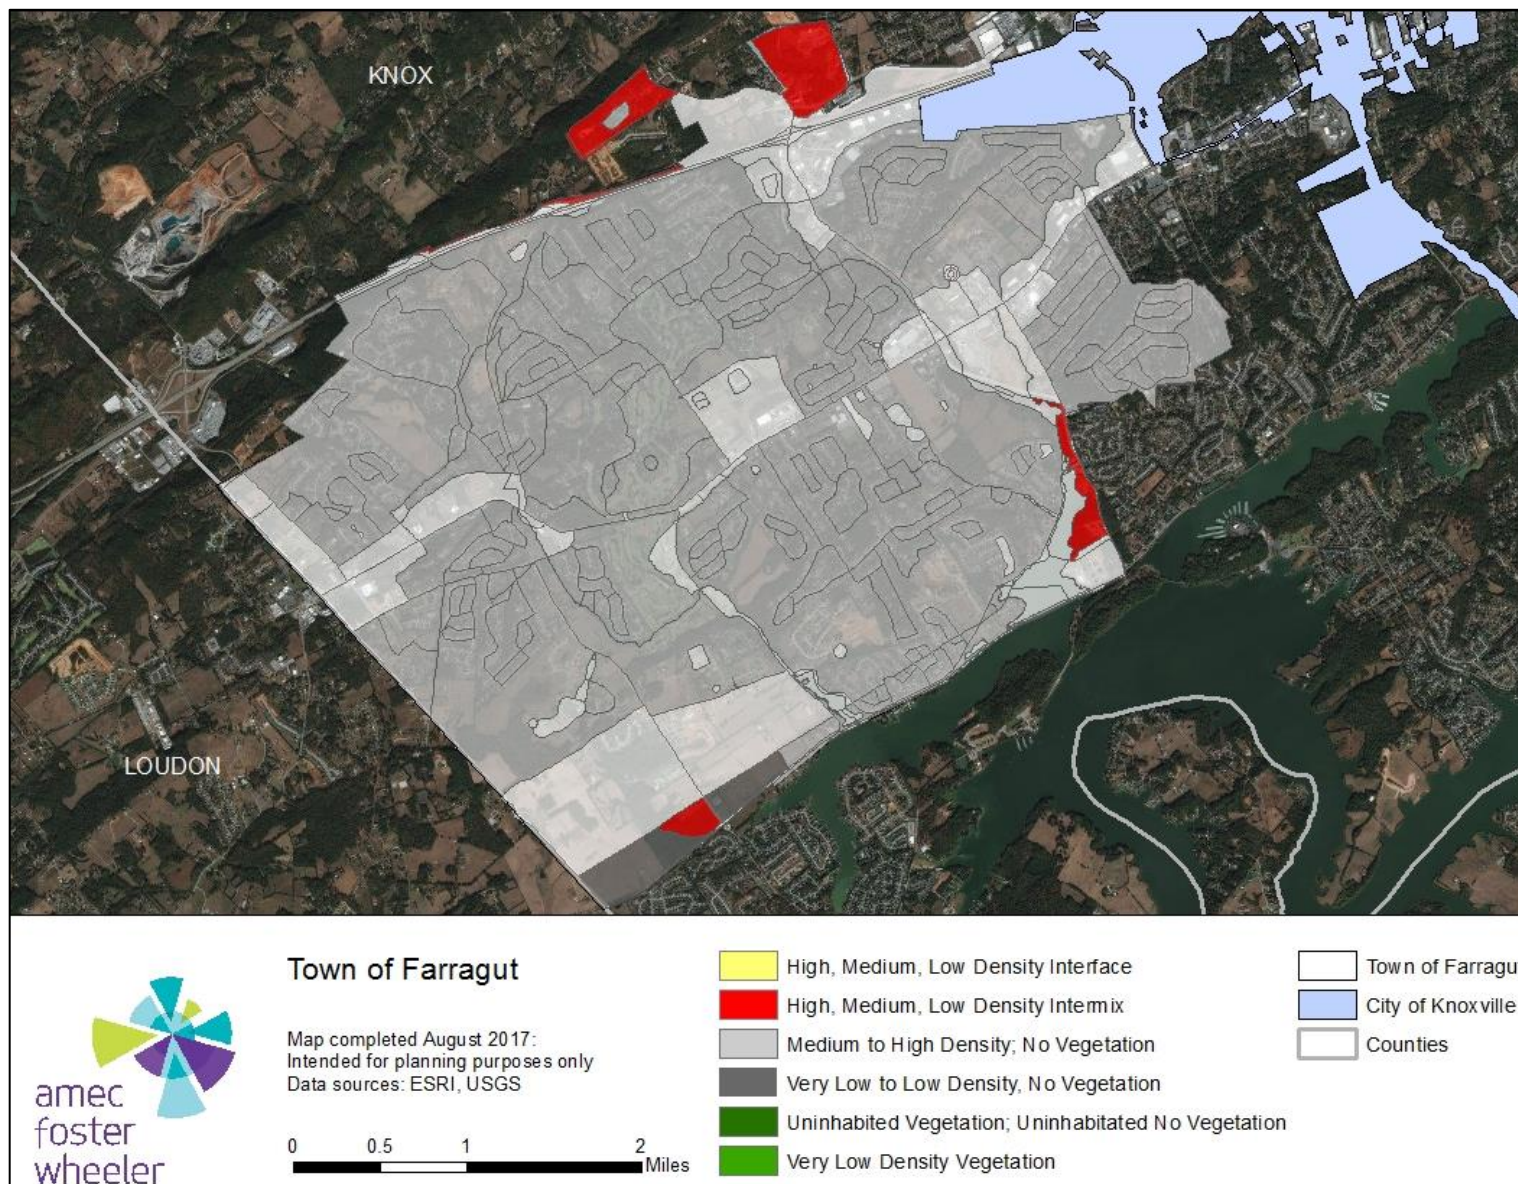 KNOX
LOUDON
Town of Farragut
Map completed August 2017:
Intended for planning purposes only
Data sources: ESRI, USGS
0 0.5 1 2
Miles
amec
foster
wheeler
High, Medium, Low Density Interface
High, Medium, Low Density Intermix
Medium to High Density; No Vegetation
Very Low to Low Density, No Vegetation
Uninhabited Vegetation; Uninhabitated No Vegetation
Very Low Density Vegetation
Town of Farragu
City of Knoxville
Counties